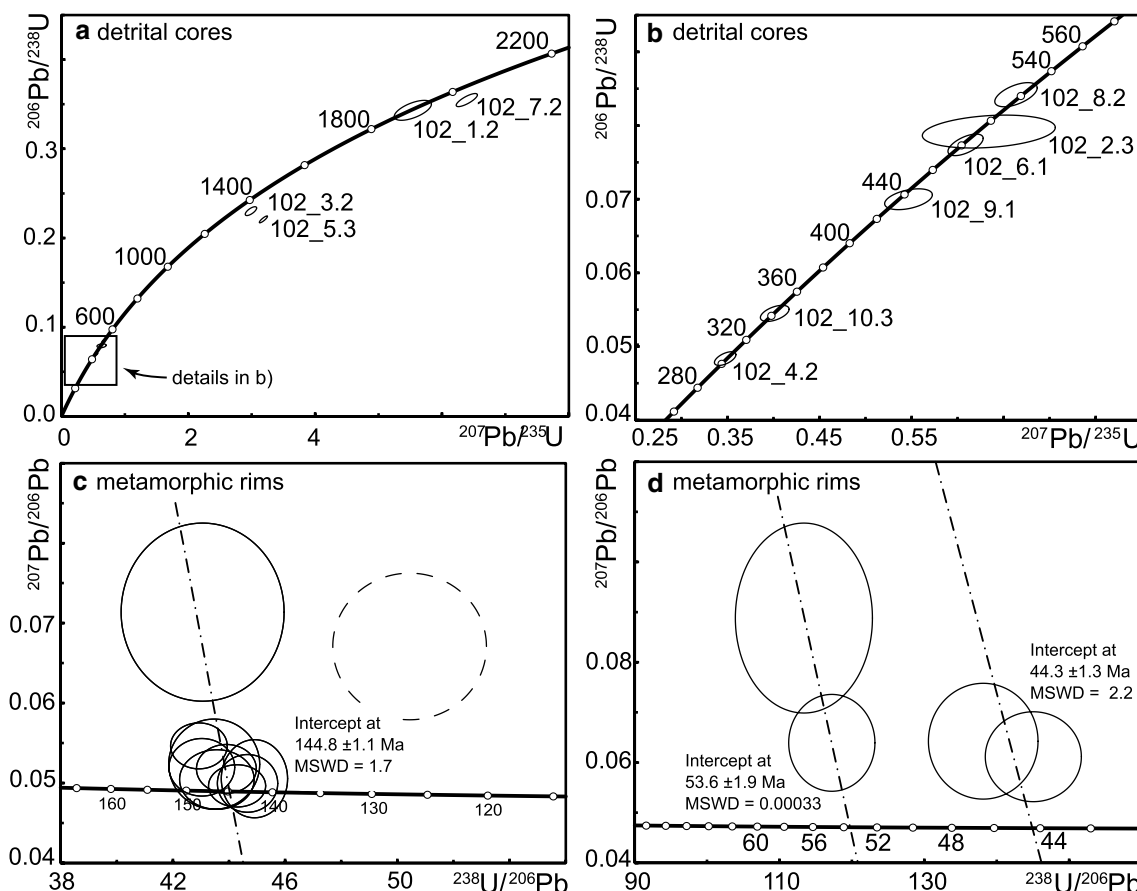 a detrital cores
²⁰⁶Pb/²³⁸U
2200
1800
102_7.2
102_1.2
0.3
1400
102_3.2
102_5.3
0.2
1000
600
0.1
details in b)
0.0
0 2 4 ²⁰⁷Pb/²³⁵U
b detrital cores
²⁰⁶Pb/²³⁸U
560
540
102_8.2
102_2.3
102_6.1
440
0.07
102_9.1
400
0.06
360
102_10.3
320
0.05
102_4.2
280
0.04
0.25 0.35 0.45 0.55 ²⁰⁷Pb/²³⁵U
c metamorphic rims
²⁰⁷Pb/²⁰⁶Pb
0.07
0.06
Intercept at
144.8 ±1.1 Ma
MSWD = 1.7
0.05
160 150 140 130 120
0.04
38 42 46 50 ²³⁸U/²⁰⁶Pb
d metamorphic rims
²⁰⁷Pb/²⁰⁶Pb
Intercept at
44.3 ±1.3 Ma
MSWD = 2.2
0.08
0.06
Intercept at
53.6 ±1.9 Ma
MSWD = 0.00033
60 56 52 48 44
0.04
90 110 130 ²³⁸U/²⁰⁶Pb